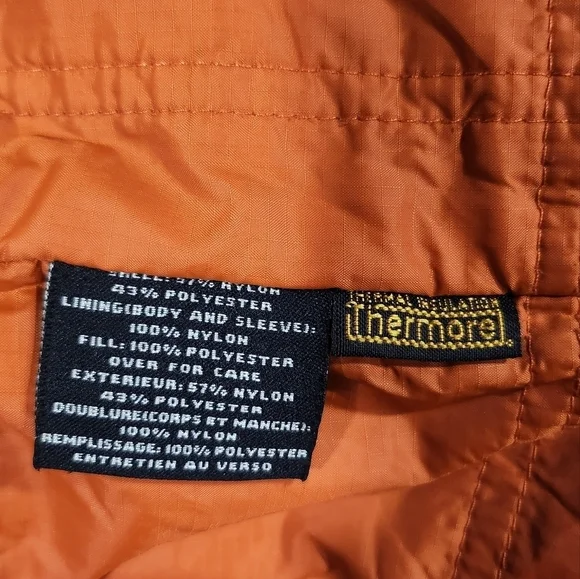 SHELL: 57% NYLON
43% POLYESTER
LINING(BODY AND SLEEVE):
100% NYLON
FILL: 100% POLYESTER
OVER FOR CARE
EXTERIEUR: 57% NYLON
43% POLYESTER
DOUBLURE(CORPS ET MANCHE):
100% NYLON
REMPLISSAGE: 100% POLYESTER
ENTRETIEN AU VERSO
THERMAL INSULATION
Thermore